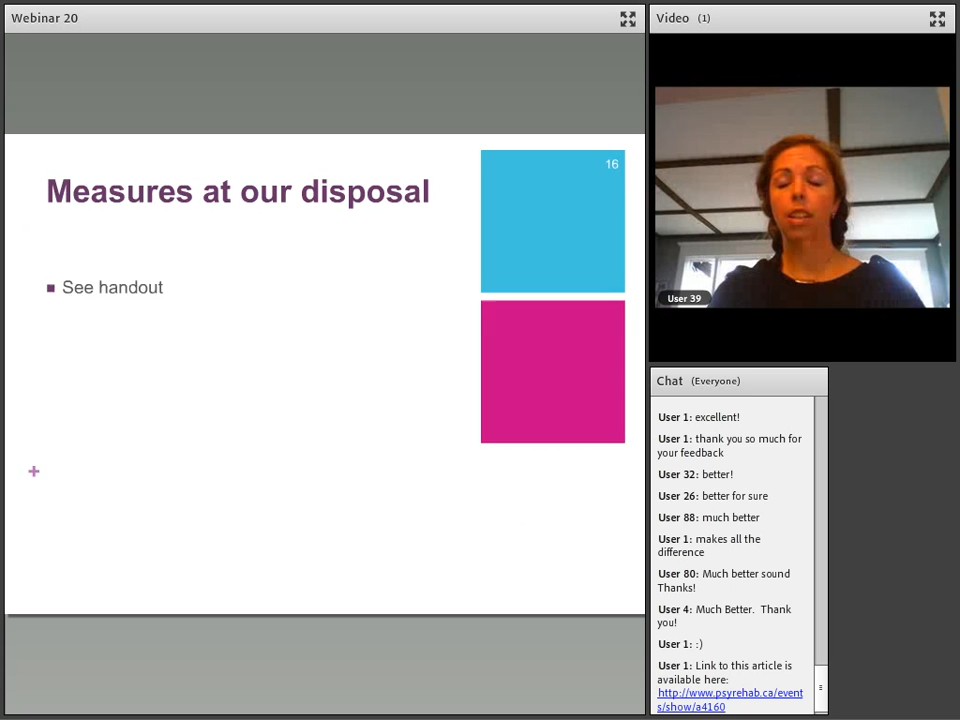 Webinar 20
Measures at our disposal
16
■ See handout
+
Video (1)
User 39
Chat (Everyone)
User 1: excellent!
User 1: thank you so much for
your feedback
User 32: better!
User 26: better for sure
User 88: much better
User 1: makes all the
difference
User 80: Much better sound
Thanks!
User 4: Much Better. Thank
you!
User 1: :)
User 1: Link to this article is
available here:
http://www.psyrehab.ca/event
s/show/a4160